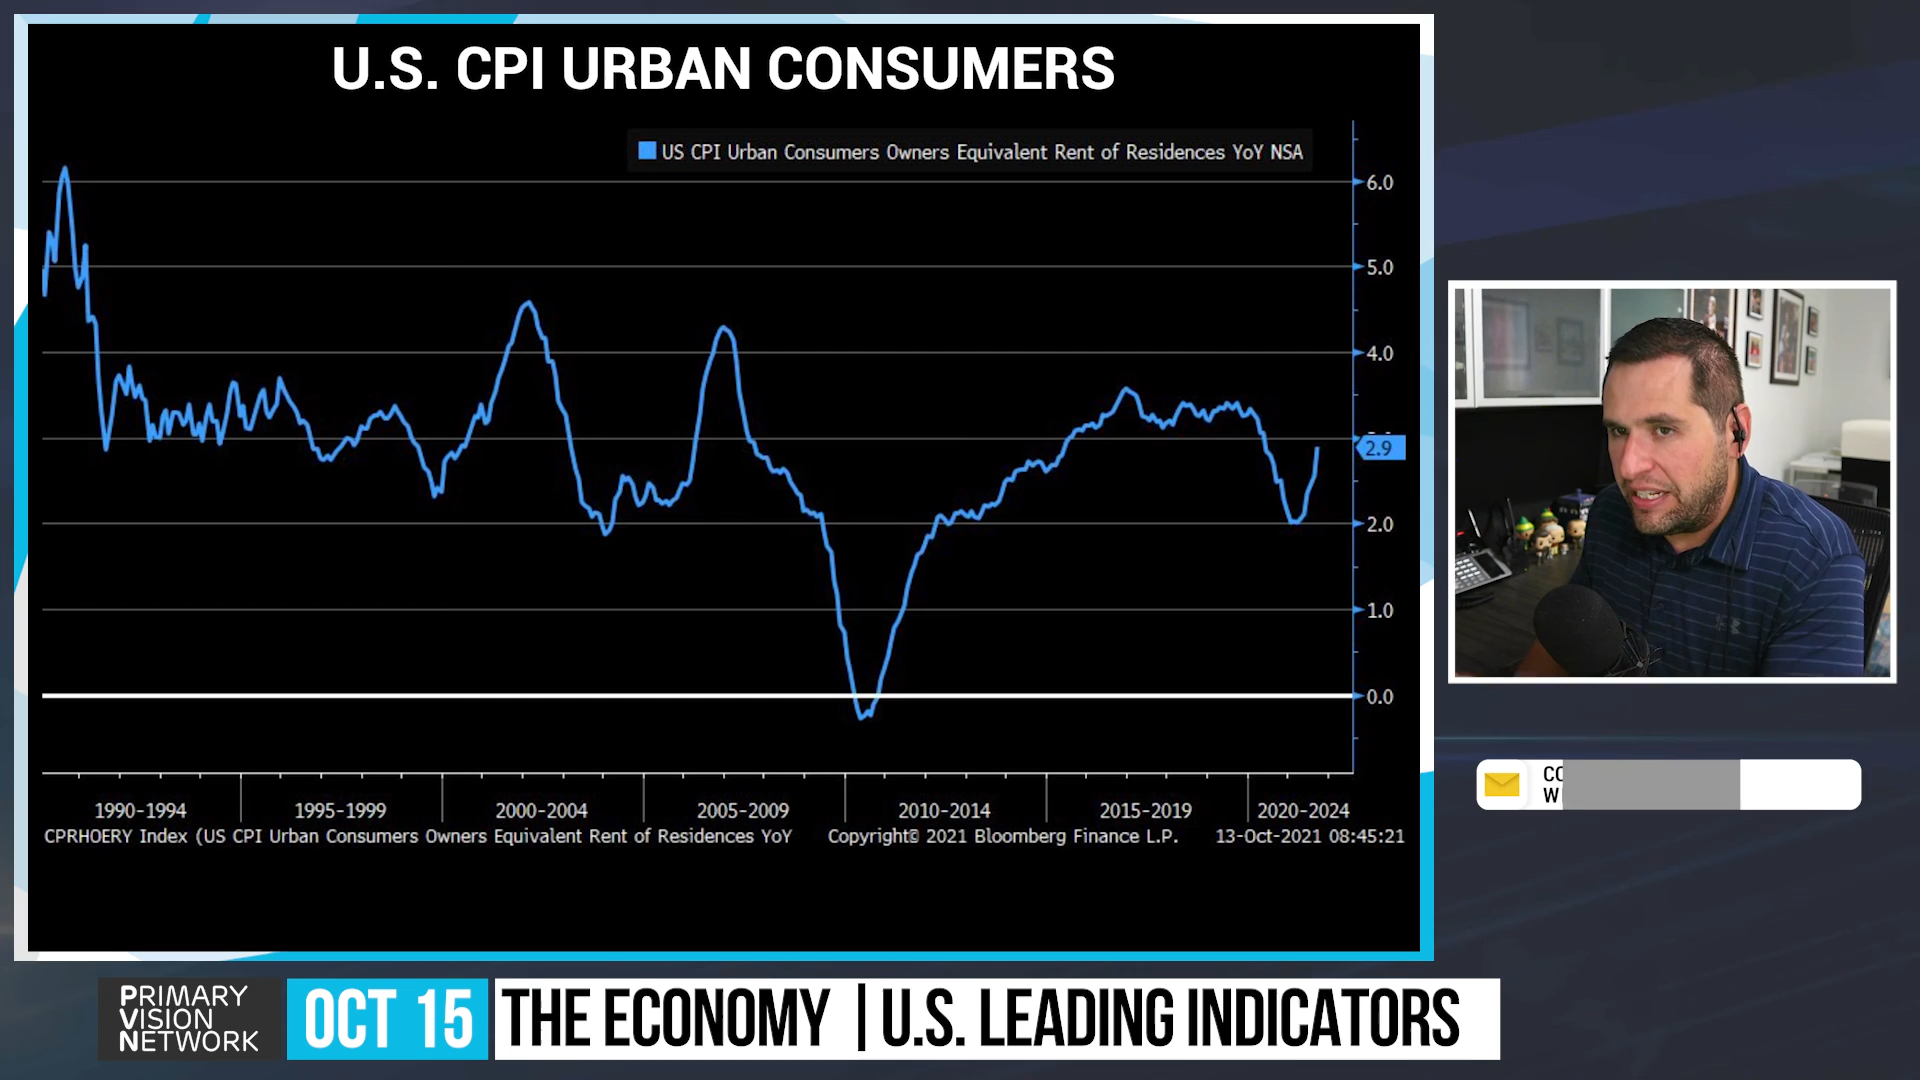 U.S. CPI URBAN CONSUMERS
US CPI Urban Consumers Owners Equivalent Rent of Residences YoY NSA
6.0
5.0
4.0
2.9
2.0
1.0
0.0
1990-1994
1995-1999
2000-2004
2005-2009
2010-2014
2015-2019
2020-2024
CPRHOERY Index (US CPI Urban Consumers Owners Equivalent Rent of Residences YoY
Copyright© 2021 Bloomberg Finance L.P.
13-Oct-2021 08:45:21
PRIMARY
VISION
NETWORK
OCT 15
THE ECONOMY | U.S. LEADING INDICATORS